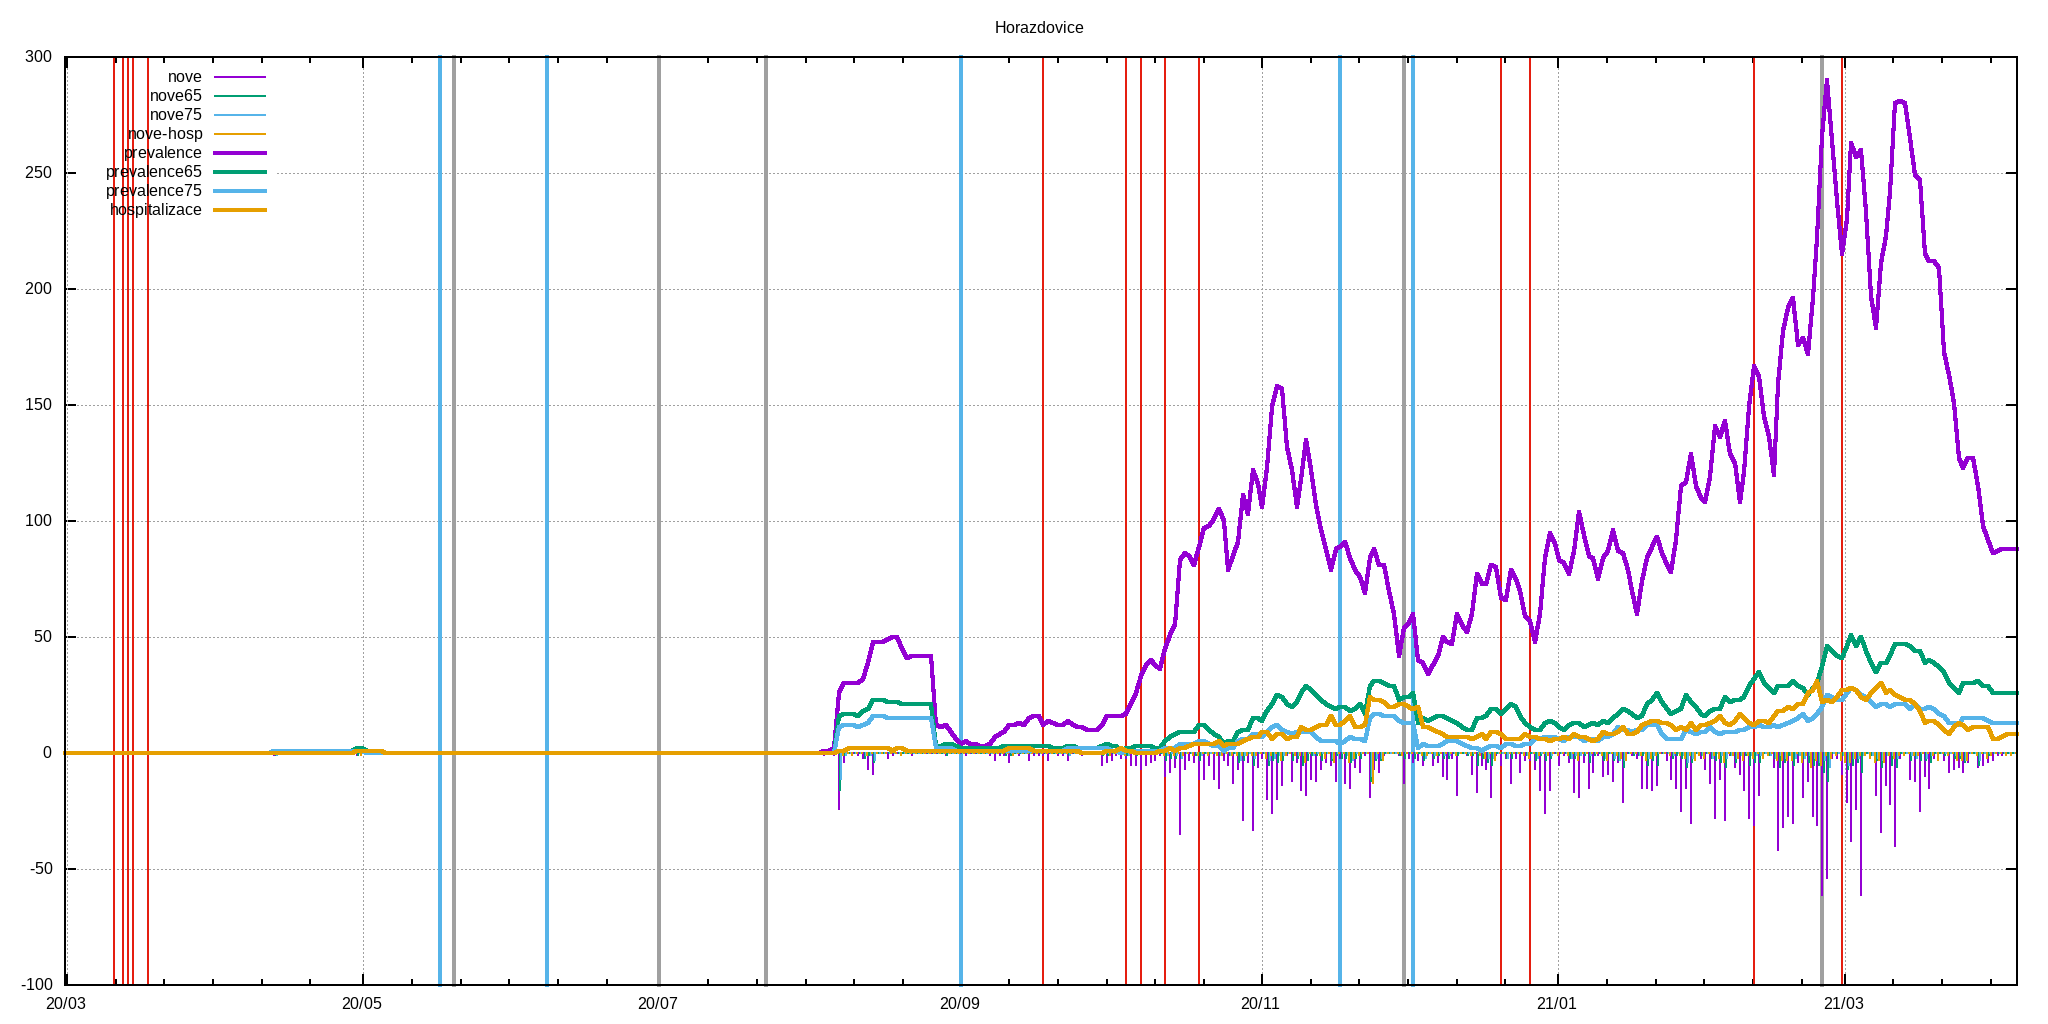 Horazdovice
300
250
200
150
100
50
0
-50
-100
nove
nove65
nove75
nove-hosp
prevalence
prevalence65
prevalence75
hospitalizace
20/03 20/05 20/07 20/09 20/11 21/01 21/03